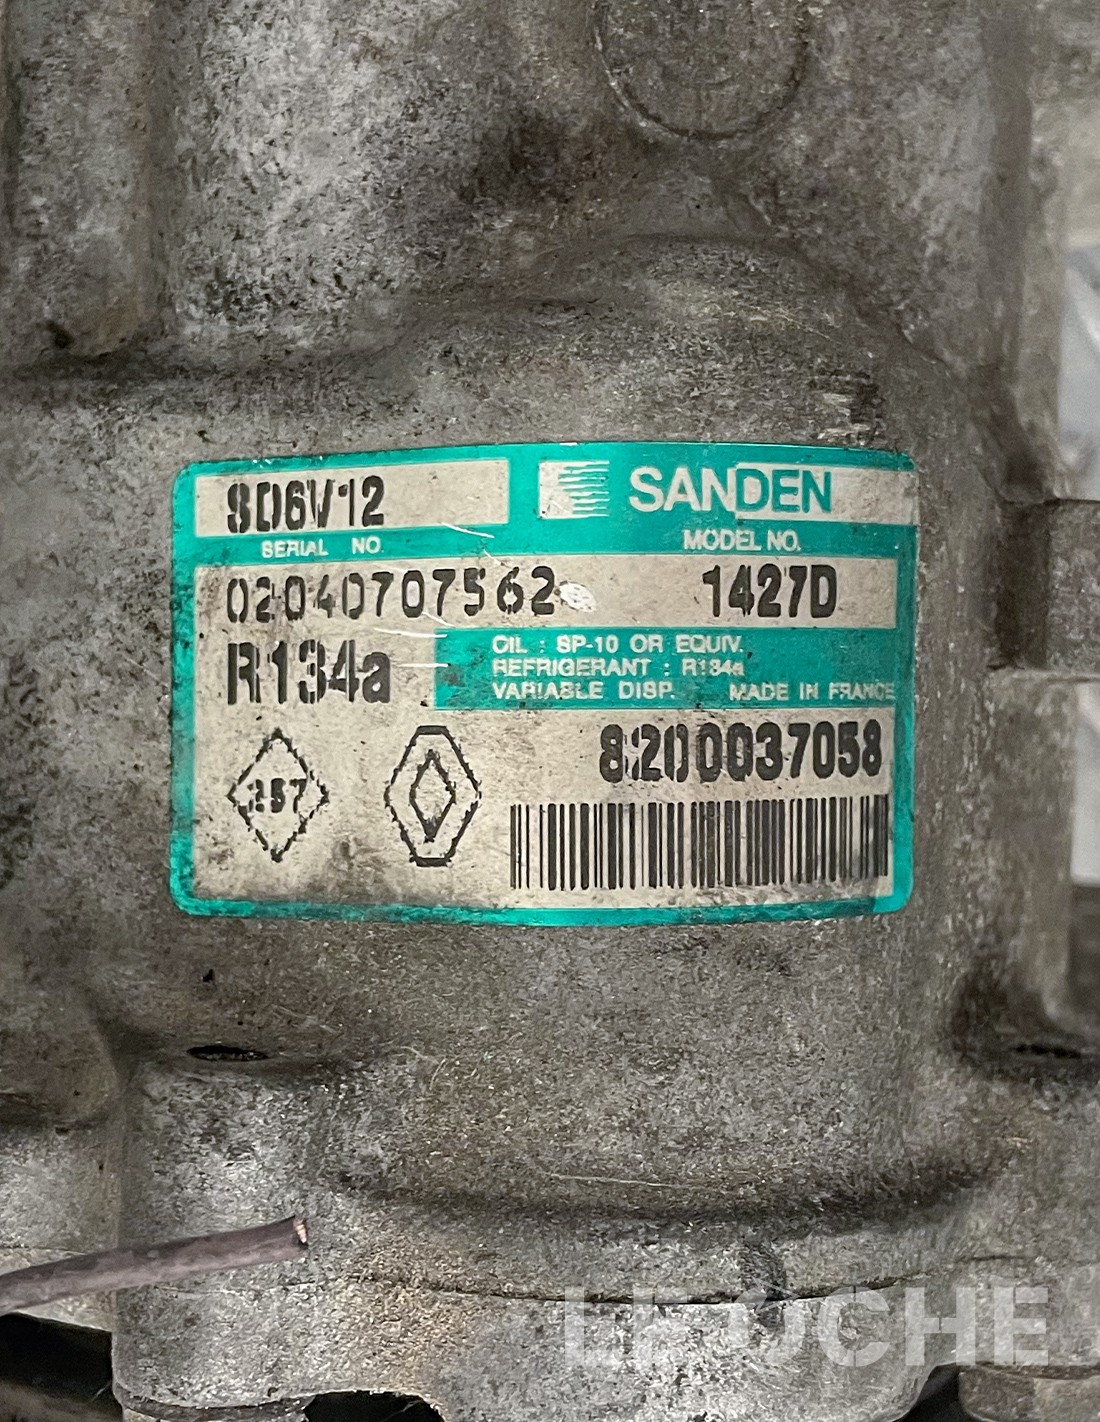 SD6V12
SANDEN
SERIAL NO.
MODEL NO.
02040707562
1427D
R134a
OIL : SP-10 OR EQUIV.
REFRIGERANT : R134a
VARIABLE DISP. MADE IN FRANCE
8200037058